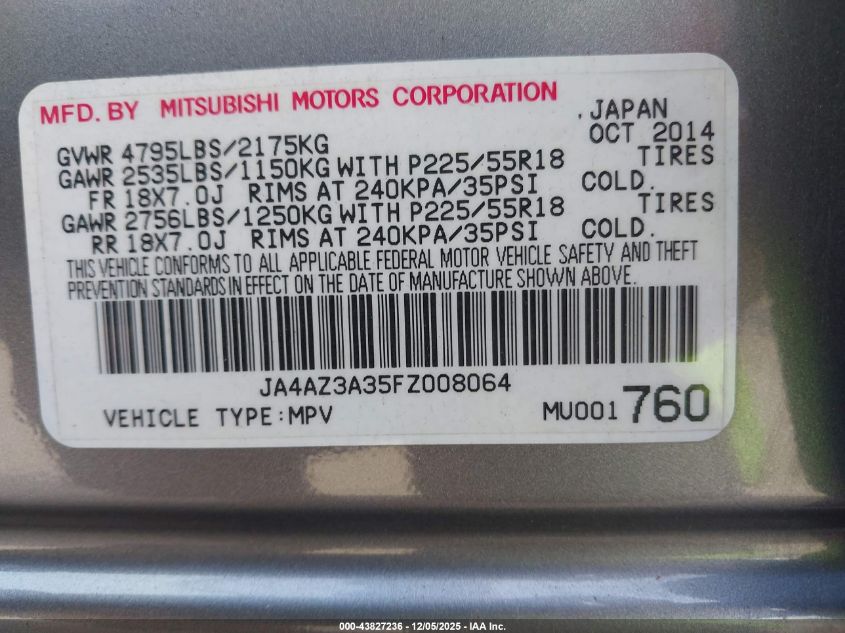 MFD. BY MITSUBISHI MOTORS CORPORATION
. JAPAN
GVWR 4795LBS/2175KG OCT 2014
GAWR 2535LBS/1150KG WITH P225/55R18 TIRES
FR 18X7.0J RIMS AT 240KPA/35PSI COLD.
GAWR 2756LBS/1250KG WITH P225/55R18 TIRES
RR 18X7.0J RIMS AT 240KPA/35PSI COLD.
THIS VEHICLE CONFORMS TO ALL APPLICABLE FEDERAL MOTOR VEHICLE SAFETY AND THEFT
PREVENTION STANDARDS IN EFFECT ON THE DATE OF MANUFACTURE SHOWN ABOVE.
JA4AZ3A35FZ008064
VEHICLE TYPE:MPV MU001 760
000-43827236 - 12/05/2025 - IAA Inc.